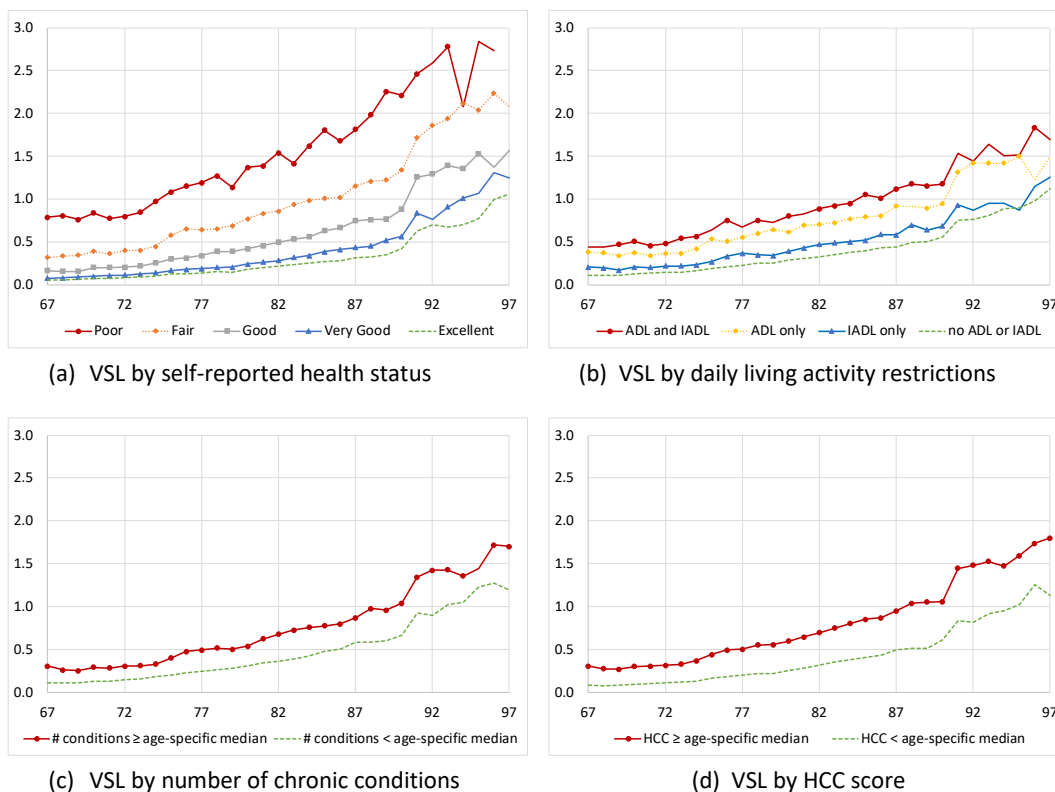 3.0
2.5
2.0
1.5
1.0
0.5
0.0
67 72 77 82 87 92 97
Poor Fair Good Very Good Excellent
(a) VSL by self-reported health status
3.0
2.5
2.0
1.5
1.0
0.5
0.0
67 72 77 82 87 92 97
ADL and IADL ADL only IADL only no ADL or IADL
(b) VSL by daily living activity restrictions
3.0
2.5
2.0
1.5
1.0
0.5
0.0
67 72 77 82 87 92 97
# conditions ≥ age-specific median # conditions < age-specific median
(c) VSL by number of chronic conditions
3.0
2.5
2.0
1.5
1.0
0.5
0.0
67 72 77 82 87 92 97
HCC ≥ age-specific median HCC < age-specific median
(d) VSL by HCC score